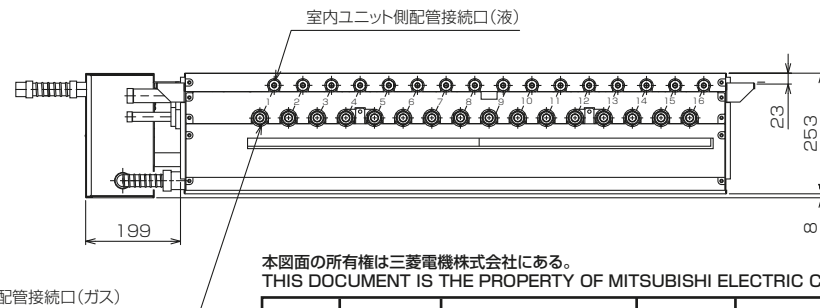 室内ユニット側配管接続口(液)
1 2 3 4 5 6 7 8 9 10 11 12 13 14 15 16
23
253
8
199
本図面の所有権は三菱電機株式会社にある。
配管接続口(ガス)
THIS DOCUMENT IS THE PROPERTY OF MITSUBISHI ELECTRIC C